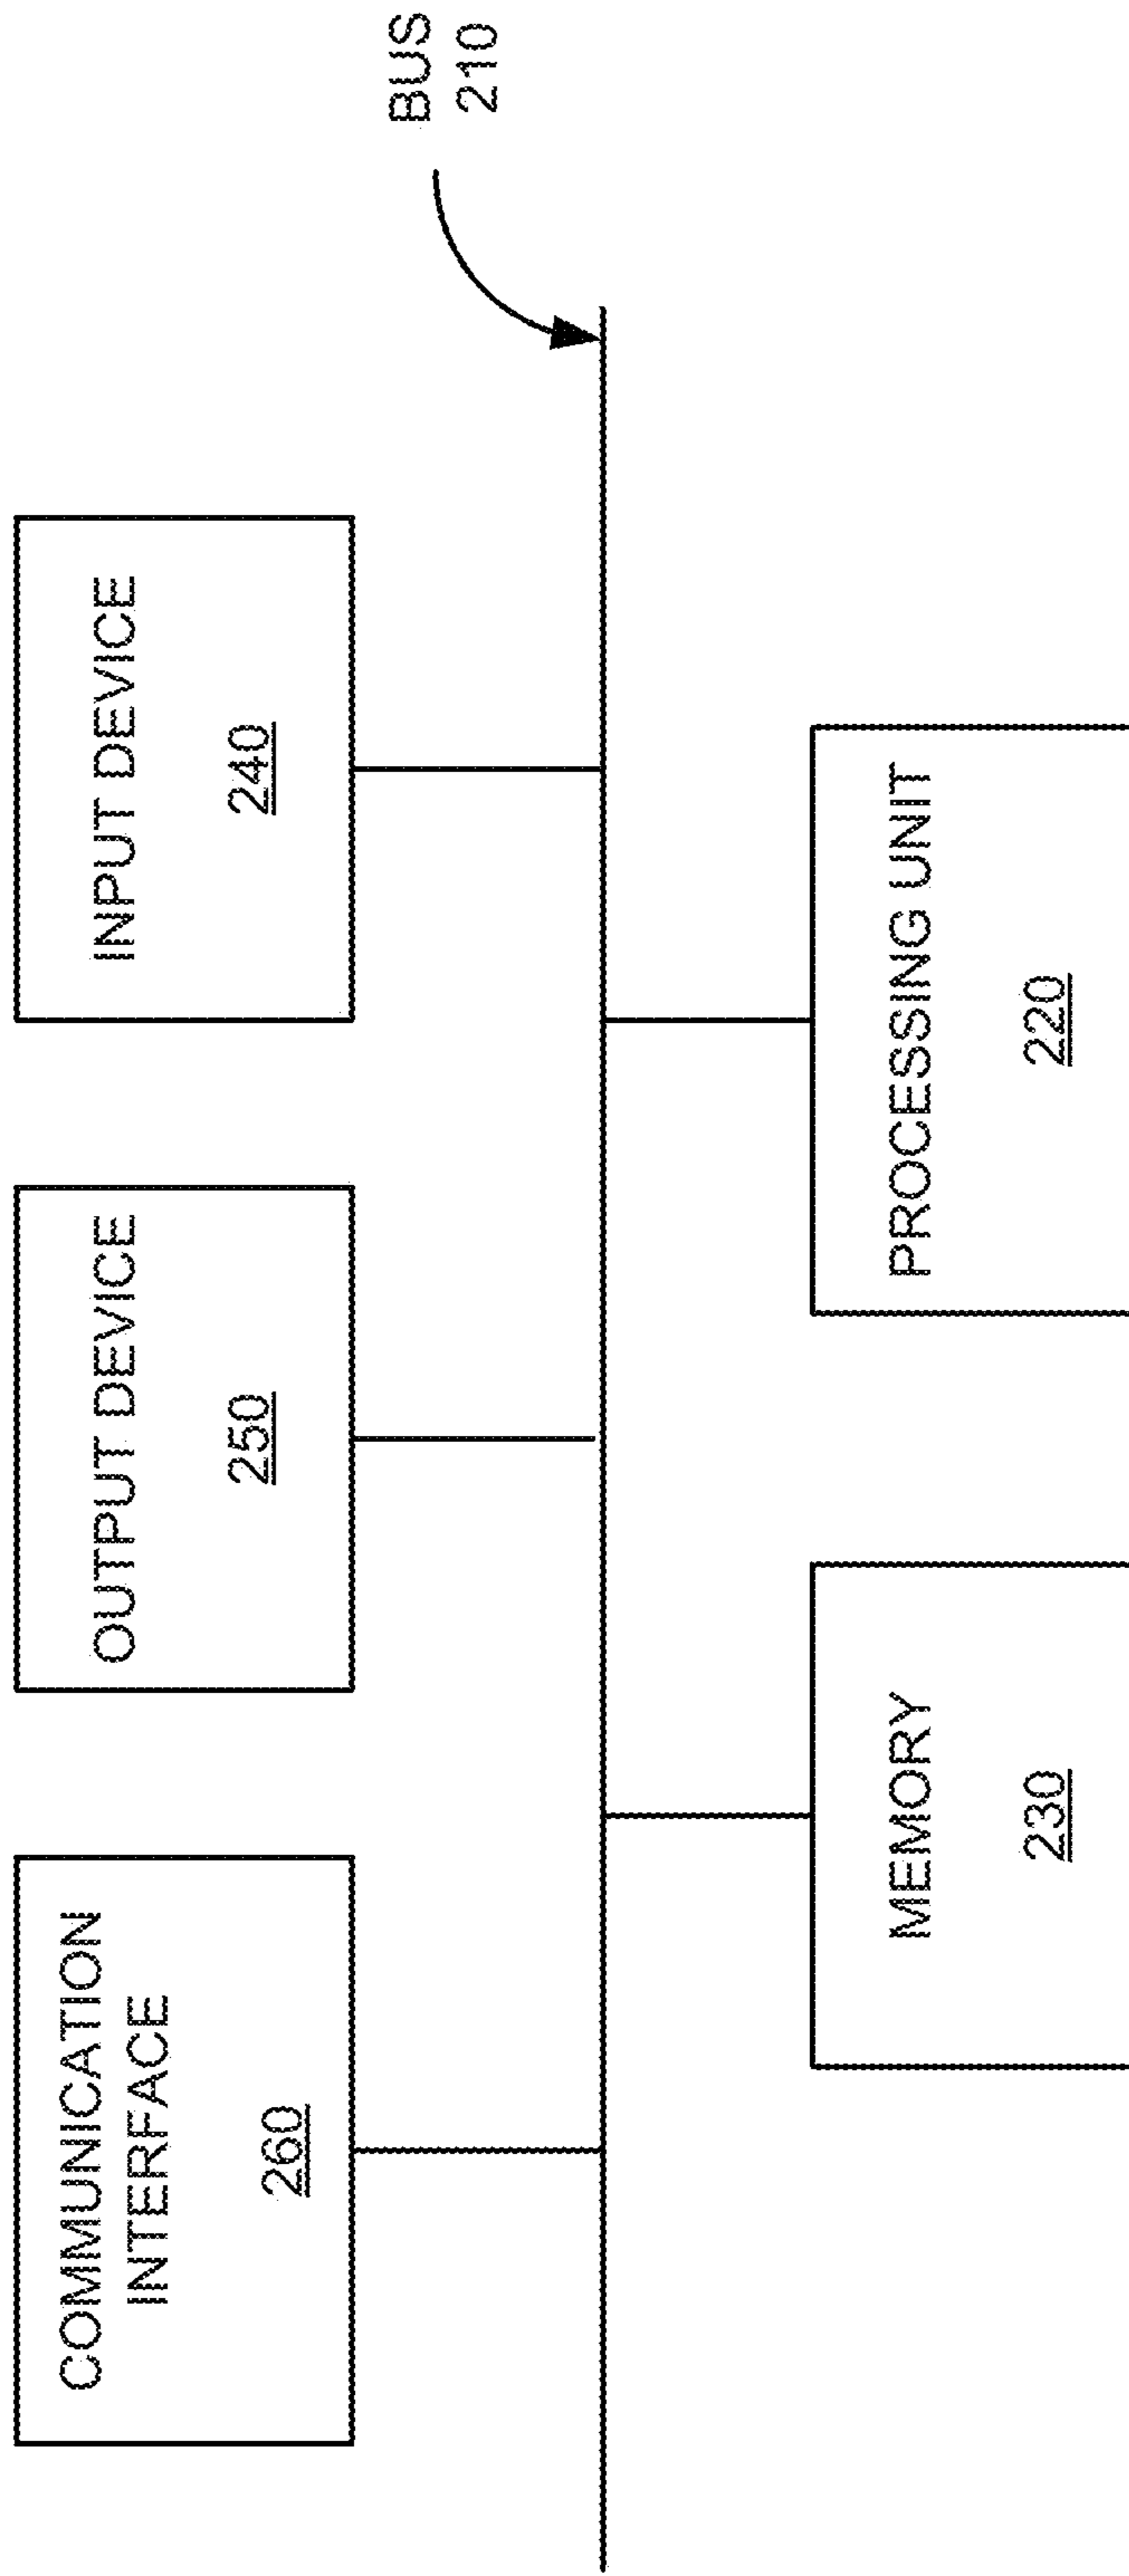 COMMUNICATION
INTERFACE
260
OUTPUT DEVICE
250
INPUT DEVICE
240
BUS
210
MEMORY
230
PROCESSING UNIT
220